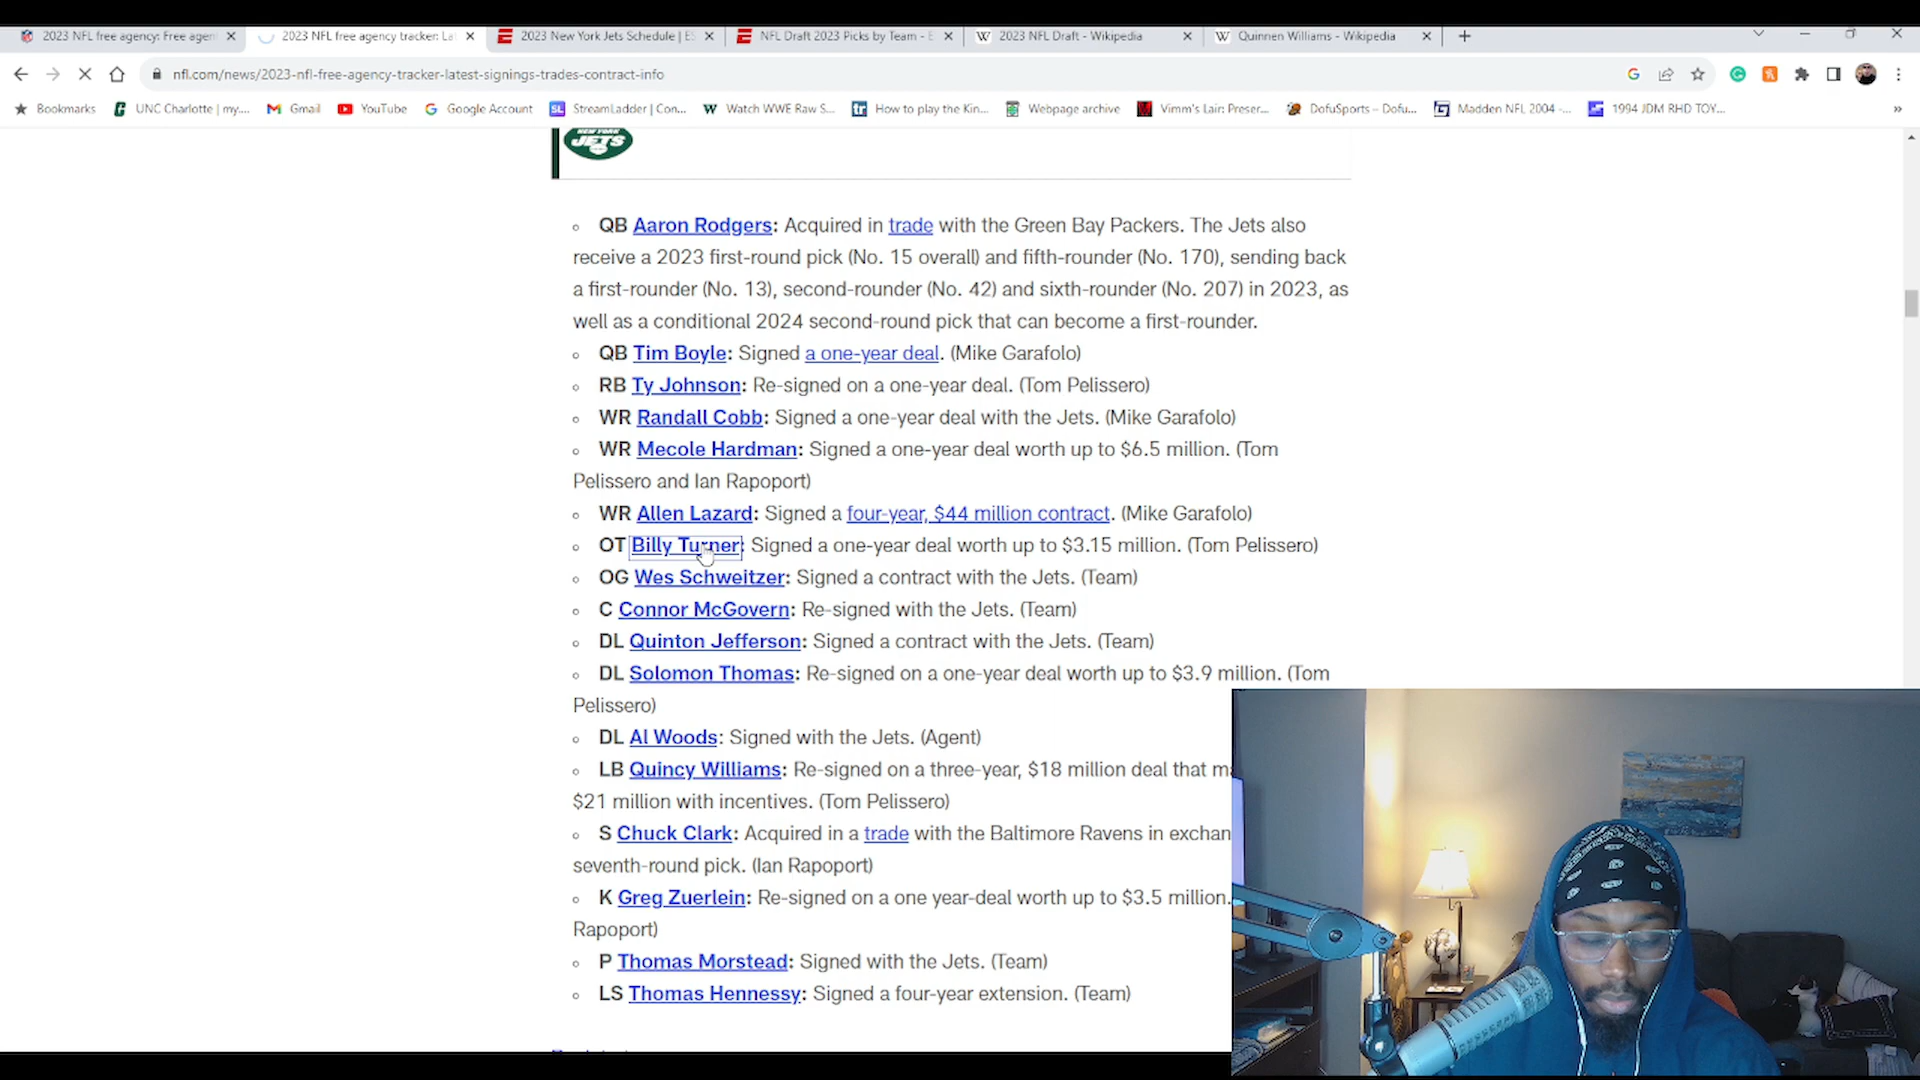 2023 NFL free agency: Free agen
2023 NFL free agency tracker: La
2023 New York Jets Schedule | E
NFL Draft 2023 Picks by Team - E
2023 NFL Draft - Wikipedia
Quinnen Williams - Wikipedia
nfl.com/news/2023-nfl-free-agency-tracker-latest-signings-trades-contract-info
Bookmarks
UNC Charlotte | my....
Gmail
YouTube
Google Account
StreamLadder | Con...
Watch WWE Raw S...
How to play the Kin...
Webpage archive
Vimm's Lair: Preser...
DofuSports – Dofu...
Madden NFL 2004 -...
1994 JDM RHD TOY...
NEW YORK
JETS
QB Aaron Rodgers: Acquired in trade with the Green Bay Packers. The Jets also
receive a 2023 first-round pick (No. 15 overall) and fifth-rounder (No. 170), sending back
a first-rounder (No. 13), second-rounder (No. 42) and sixth-rounder (No. 207) in 2023, as
well as a conditional 2024 second-round pick that can become a first-rounder.
QB Tim Boyle: Signed a one-year deal. (Mike Garafolo)
RB Ty Johnson: Re-signed on a one-year deal. (Tom Pelissero)
WR Randall Cobb: Signed a one-year deal with the Jets. (Mike Garafolo)
WR Mecole Hardman: Signed a one-year deal worth up to $6.5 million. (Tom
Pelissero and Ian Rapoport)
WR Allen Lazard: Signed a four-year, $44 million contract. (Mike Garafolo)
OT Billy Turner: Signed a one-year deal worth up to $3.15 million. (Tom Pelissero)
OG Wes Schweitzer: Signed a contract with the Jets. (Team)
C Connor McGovern: Re-signed with the Jets. (Team)
DL Quinton Jefferson: Signed a contract with the Jets. (Team)
DL Solomon Thomas: Re-signed on a one-year deal worth up to $3.9 million. (Tom
Pelissero)
DL Al Woods: Signed with the Jets. (Agent)
LB Quincy Williams: Re-signed on a three-year, $18 million deal that m
$21 million with incentives. (Tom Pelissero)
S Chuck Clark: Acquired in a trade with the Baltimore Ravens in exchan
seventh-round pick. (Ian Rapoport)
K Greg Zuerlein: Re-signed on a one year-deal worth up to $3.5 million.
Rapoport)
P Thomas Morstead: Signed with the Jets. (Team)
LS Thomas Hennessy: Signed a four-year extension. (Team)